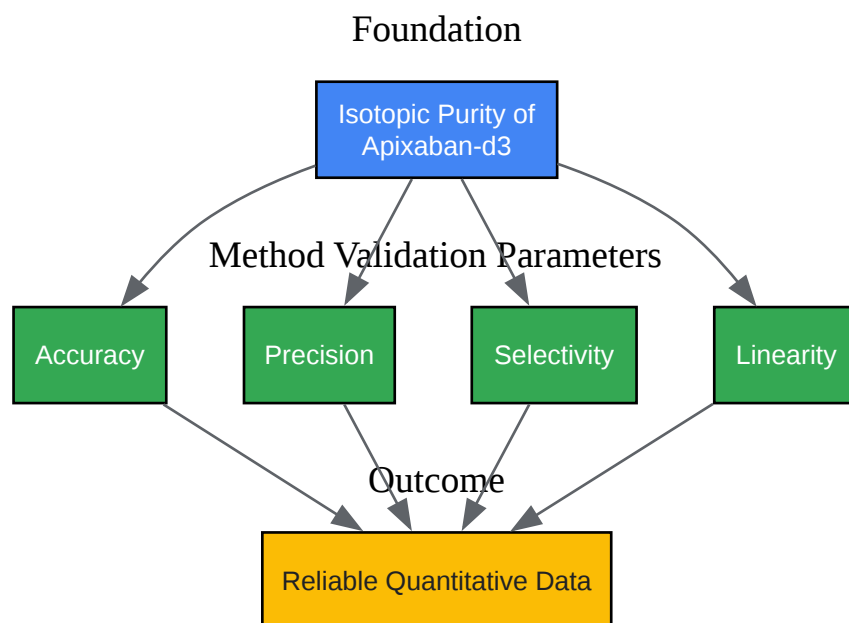 Foundation
Isotopic Purity of
Apixaban-d3
Method Validation Parameters
Accuracy
Precision
Selectivity
Linearity
Outcome
Reliable Quantitative Data